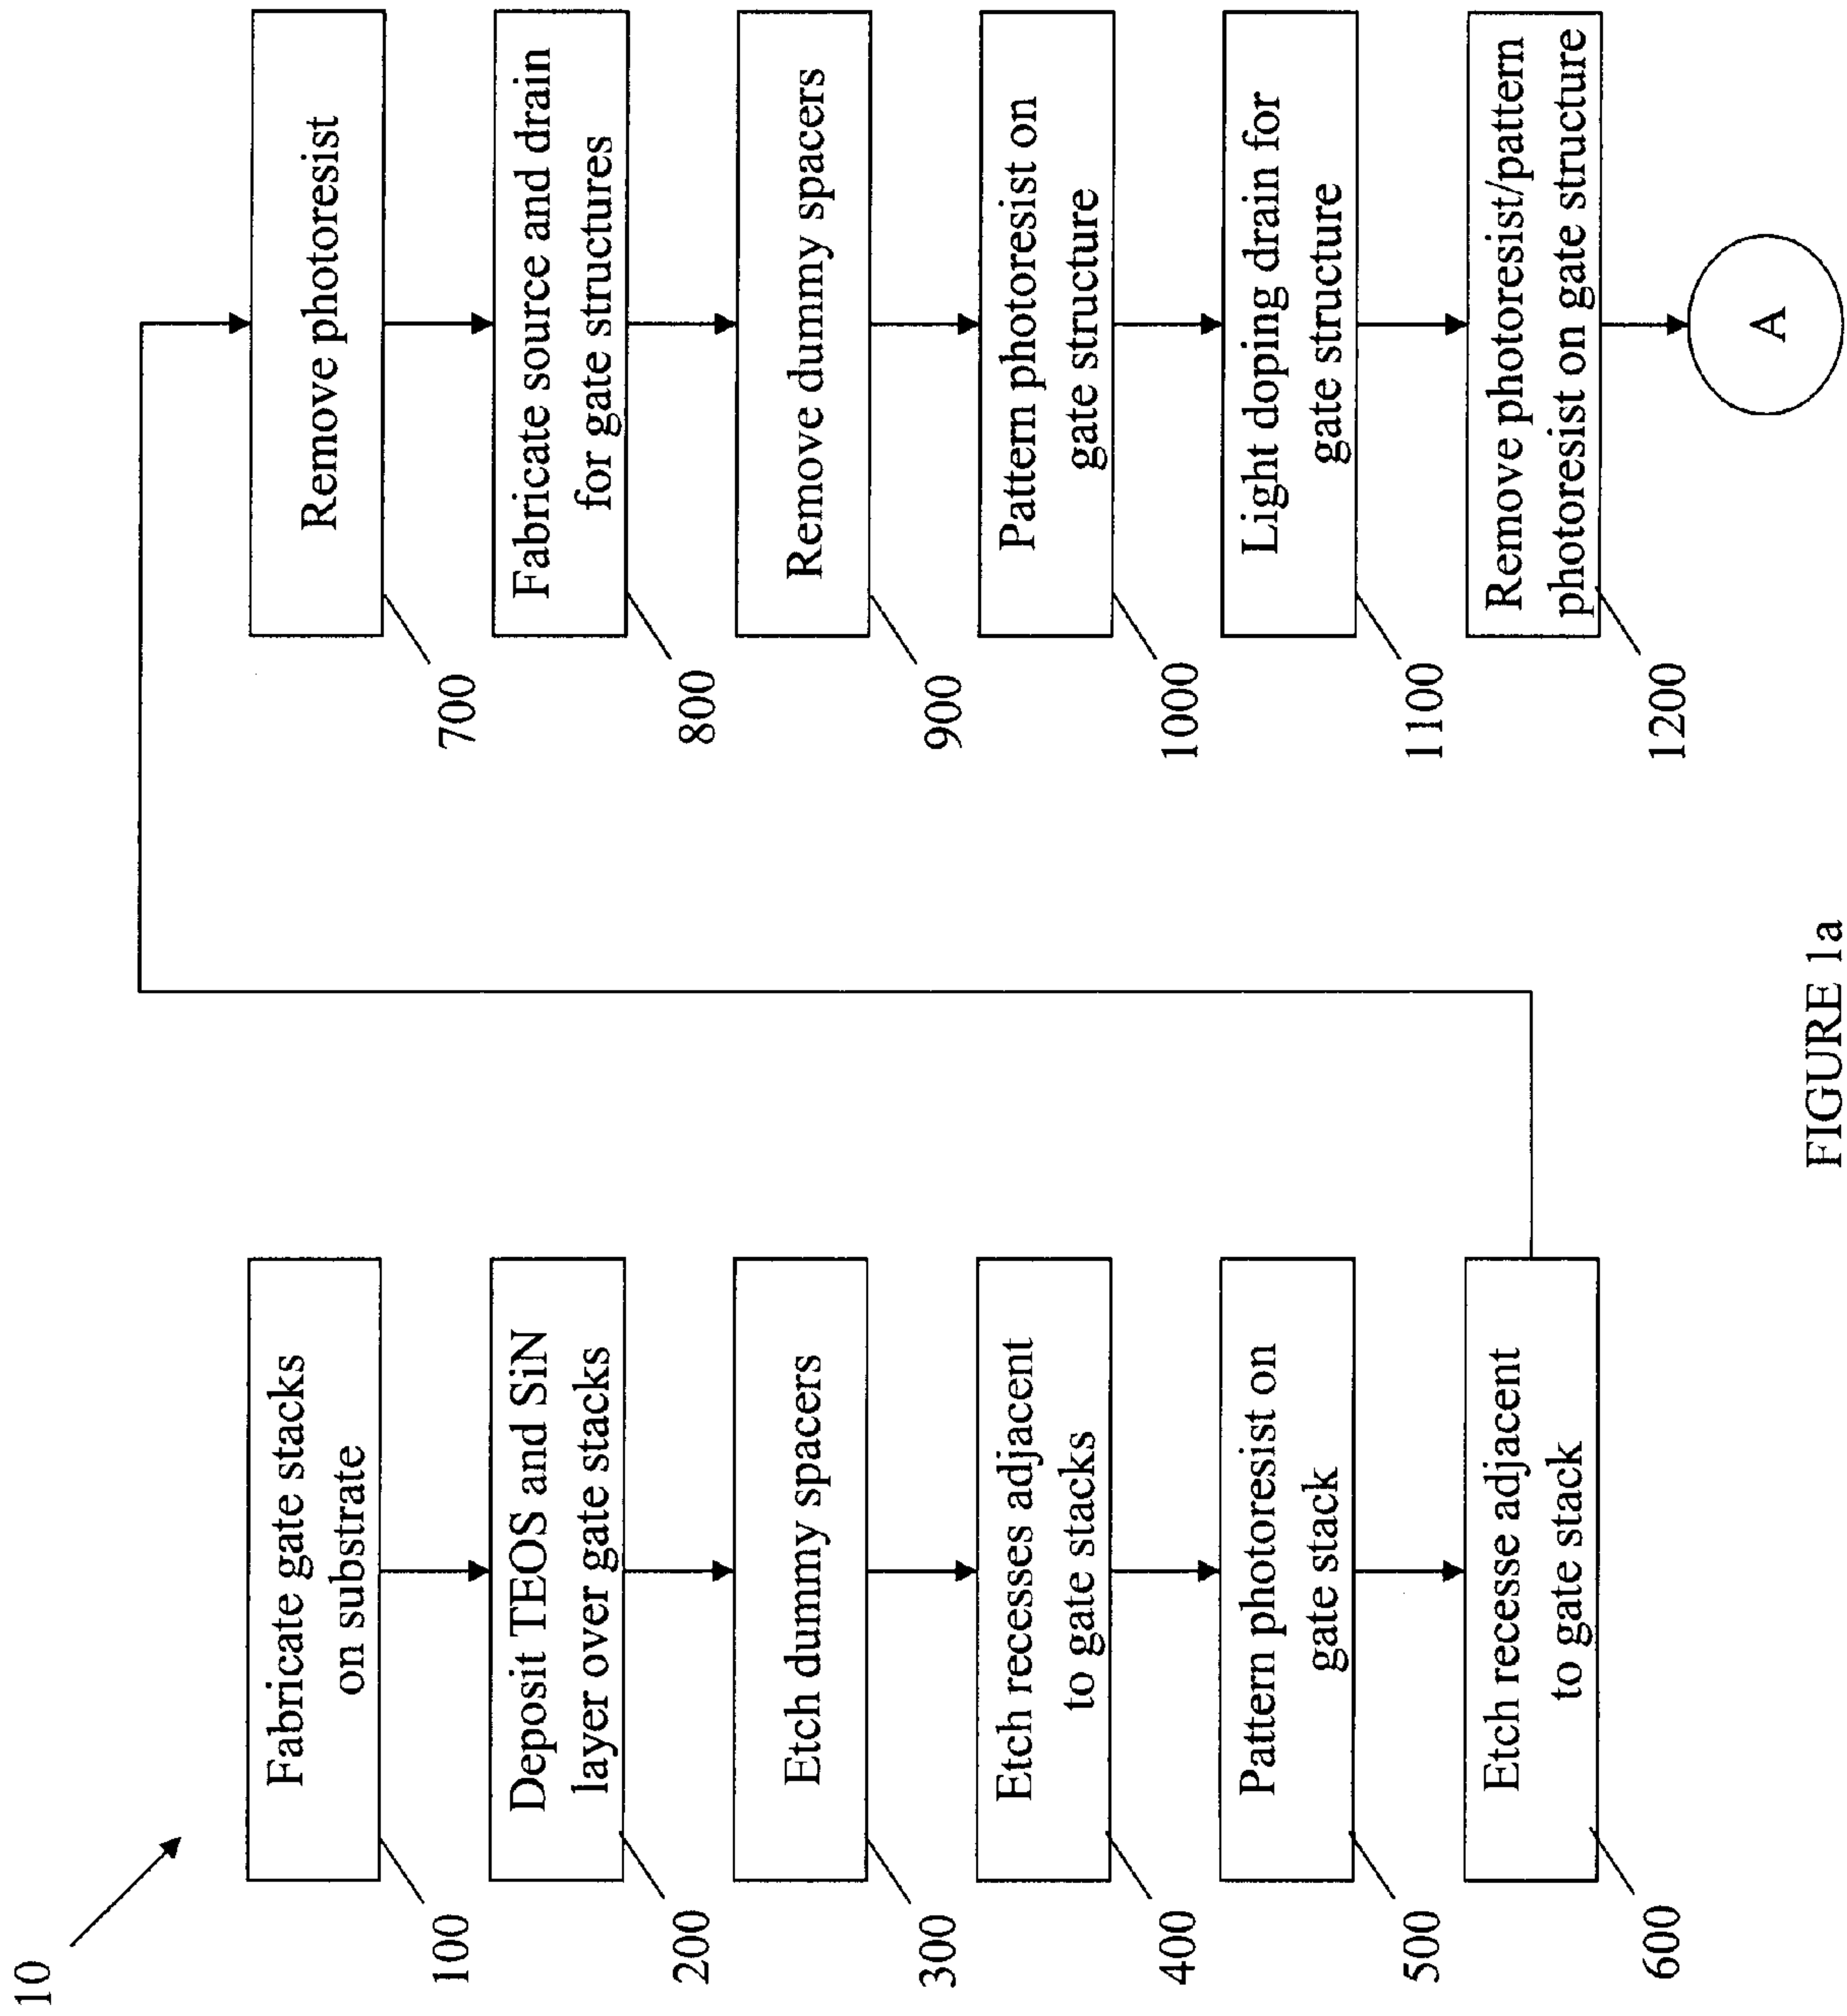 10
Fabricate gate stacks
on substrate
100
Deposit TEOS and SiN
layer over gate stacks
200
Etch dummy spacers
300
Etch recesses adjacent
to gate stacks
400
Pattern photoresist on
gate stack
500
Etch recesse adjacent
to gate stack
600
Remove photoresist
700
Fabricate source and drain
for gate structures
800
Remove dummy spacers
900
Pattern photoresist on
gate structure
1000
Light doping drain for
gate structure
1100
Remove photoresist/pattern
photoresist on gate structure
1200
A
FIGURE 1a